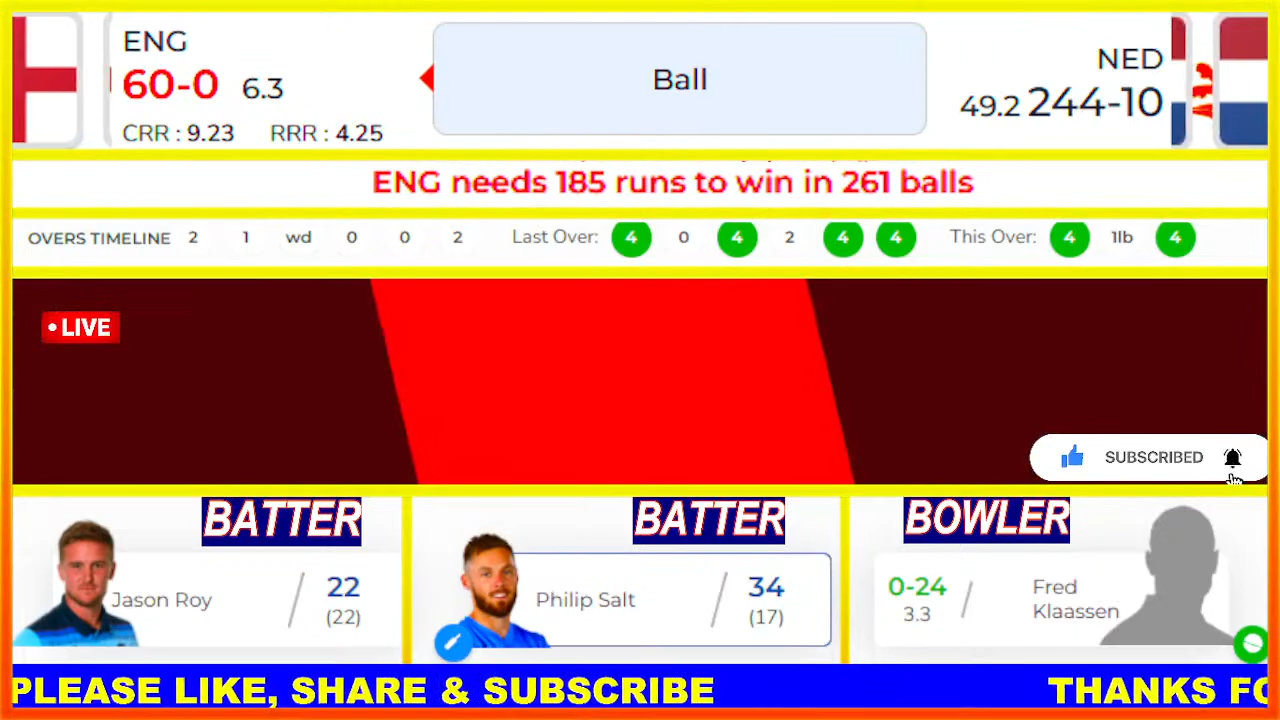 ENG
60-0 6.3
CRR : 9.23 RRR : 4.25
Ball
NED
49.2 244-10
ENG needs 185 runs to win in 261 balls
OVERS TIMELINE 2 1 wd 0 0 2 Last Over: 4 0 4 2 4 4 This Over: 4 1lb 4
• LIVE
SUBSCRIBED
BATTER
Jason Roy
22
(22)
BATTER
Philip Salt
34
(17)
BOWLER
0-24
3.3
Fred
Klaassen
PLEASE LIKE, SHARE & SUBSCRIBE THANKS FO